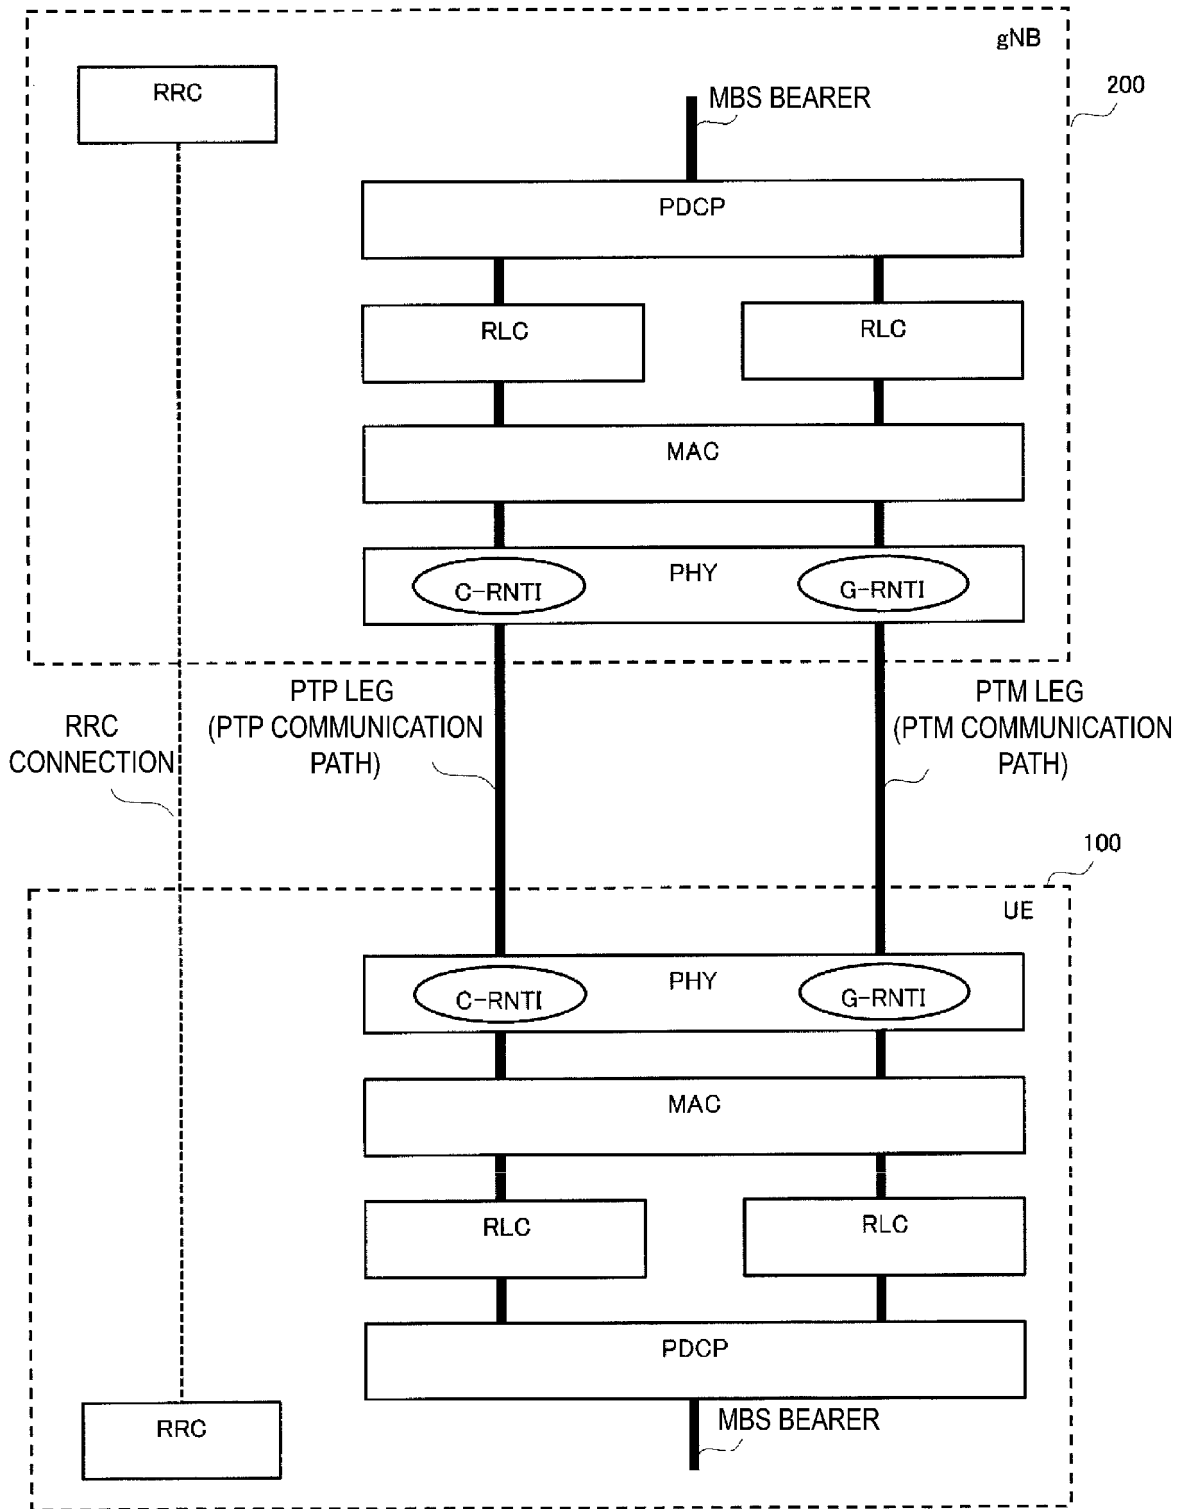 gNB
200
RRC
MBS BEARER
PDCP
RLC
RLC
MAC
PHY
C-RNTI
G-RNTI
RRC
CONNECTION
PTP LEG
(PTP COMMUNICATION
PATH)
PTM LEG
(PTM COMMUNICATION
PATH)
100
UE
PHY
C-RNTI
G-RNTI
MAC
RLC
RLC
PDCP
MBS BEARER
RRC